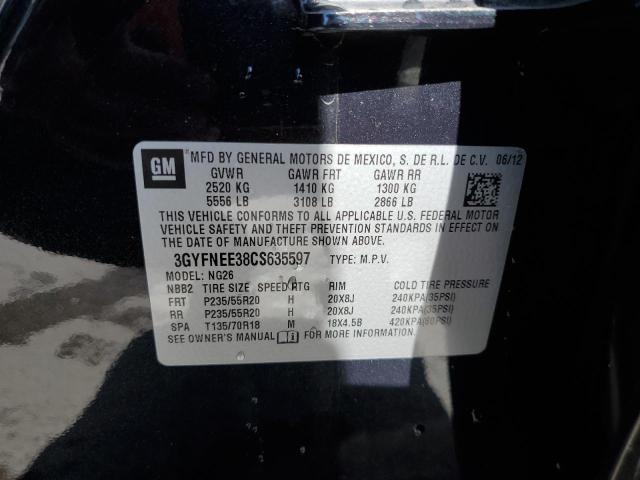 GM
MFD BY GENERAL MOTORS DE MEXICO, S. DE R.L. DE C.V. 06/12
GVWR GAWR FRT GAWR RR
2520 KG 1410 KG 1300 KG
5556 LB 3108 LB 2866 LB
THIS VEHICLE CONFORMS TO ALL APPLICABLE U.S. FEDERAL MOTOR
VEHICLE SAFETY AND THEFT PREVENTION STANDARDS IN EFFECT ON
THE DATE OF MANUFACTURE SHOWN ABOVE.
3GYFNEE38CS635597 TYPE: M.P.V.
MODEL: NG26
NBB2 TIRE SIZE SPEED RTG RIM COLD TIRE PRESSURE
FRT P235/55R20 H 20X8J 240KPA(35PSI)
RR P235/55R20 H 20X8J 240KPA(35PSI)
SPA T135/70R18 M 18X4.5B 420KPA(60PSI)
SEE OWNER'S MANUAL FOR MORE INFORMATION.